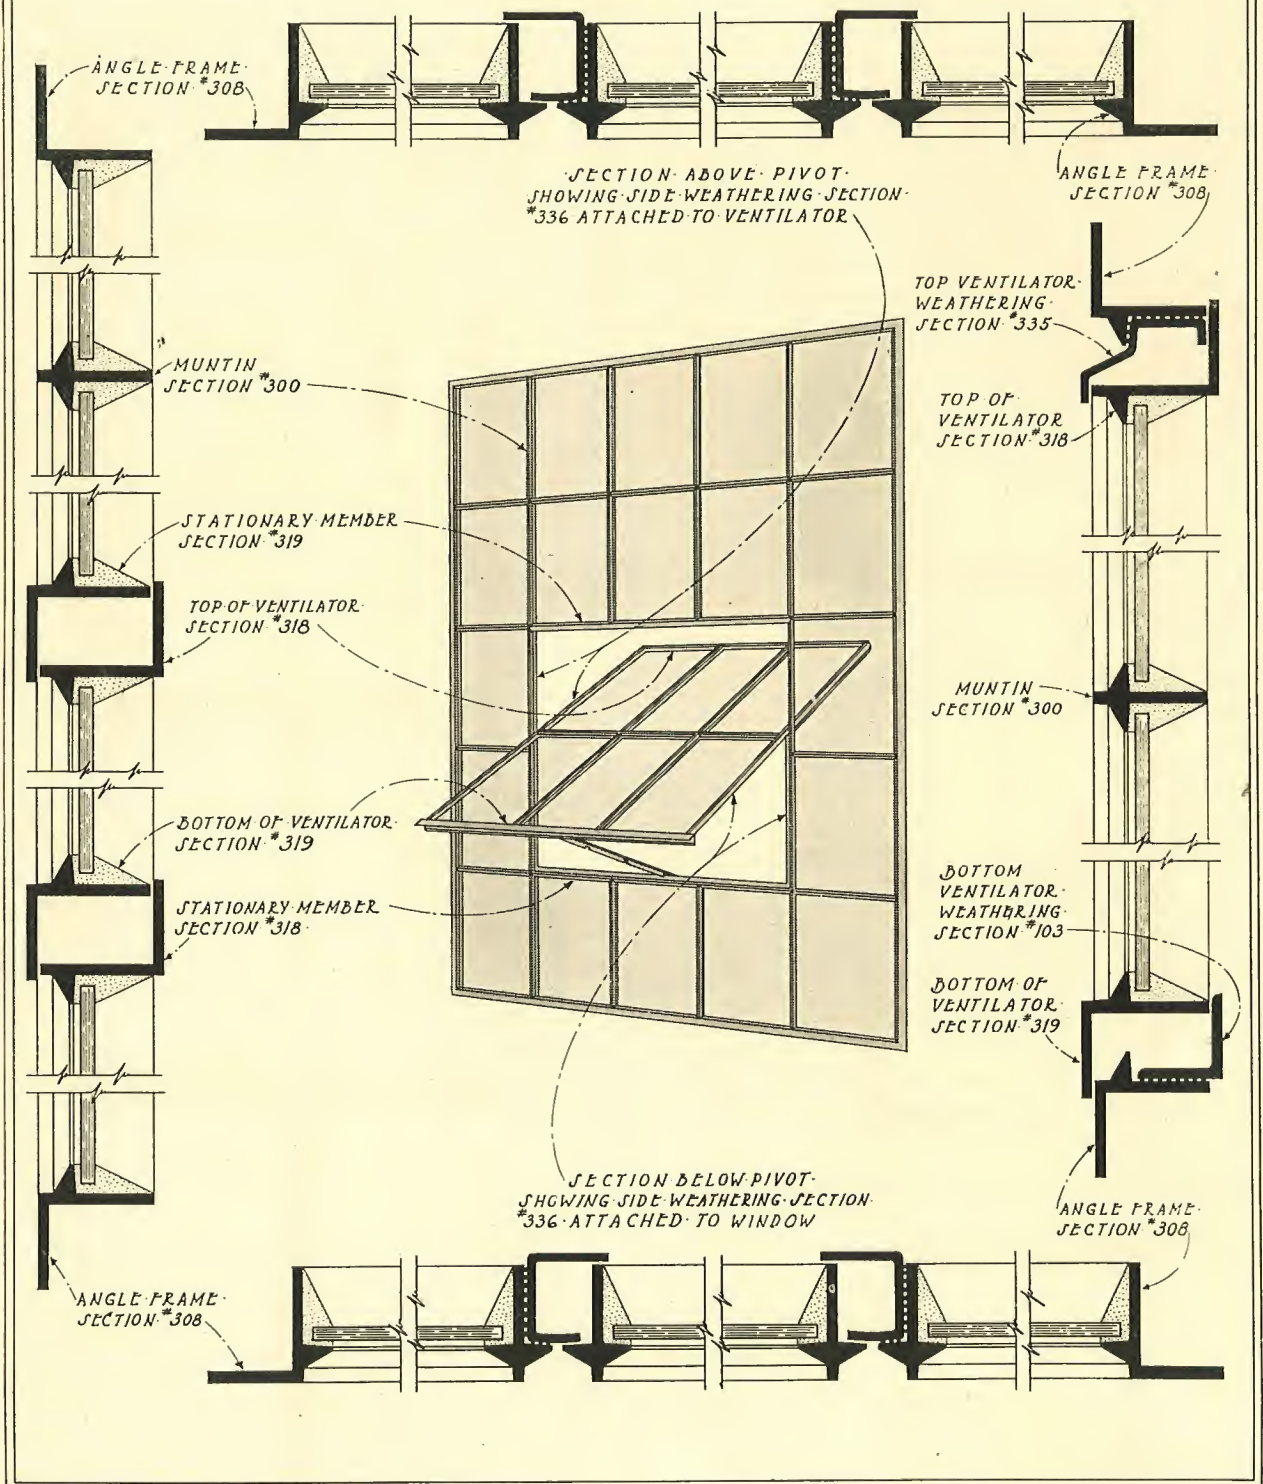 ANGLE FRAME
SECTION #308
SECTION ABOVE PIVOT
SHOWING SIDE WEATHERING SECTION
#336 ATTACHED TO VENTILATOR
ANGLE FRAME
SECTION #308
TOP VENTILATOR
WEATHERING
SECTION #335
MUNTIN
SECTION #300
TOP OF
VENTILATOR
SECTION #318
STATIONARY MEMBER
SECTION #319
TOP OF VENTILATOR
SECTION #318
MUNTIN
SECTION #300
BOTTOM OF VENTILATOR
SECTION #319
STATIONARY MEMBER
SECTION #318
BOTTOM
VENTILATOR
WEATHERING
SECTION #103
BOTTOM OF
VENTILATOR
SECTION #319
SECTION BELOW PIVOT
SHOWING SIDE WEATHERING SECTION
#336 ATTACHED TO WINDOW
ANGLE FRAME
SECTION #308
ANGLE FRAME
SECTION #308